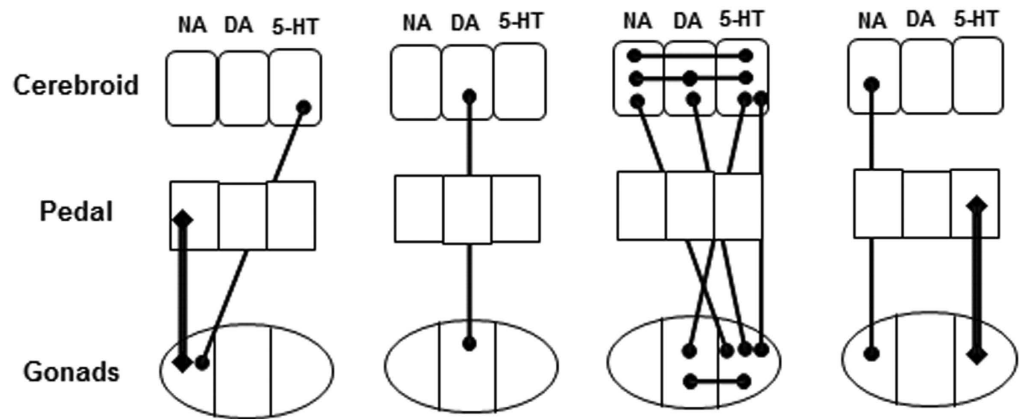 NA DA 5-HT NA DA 5-HT NA DA 5-HT NA DA 5-HT
Cerebroid
Pedal
Gonads